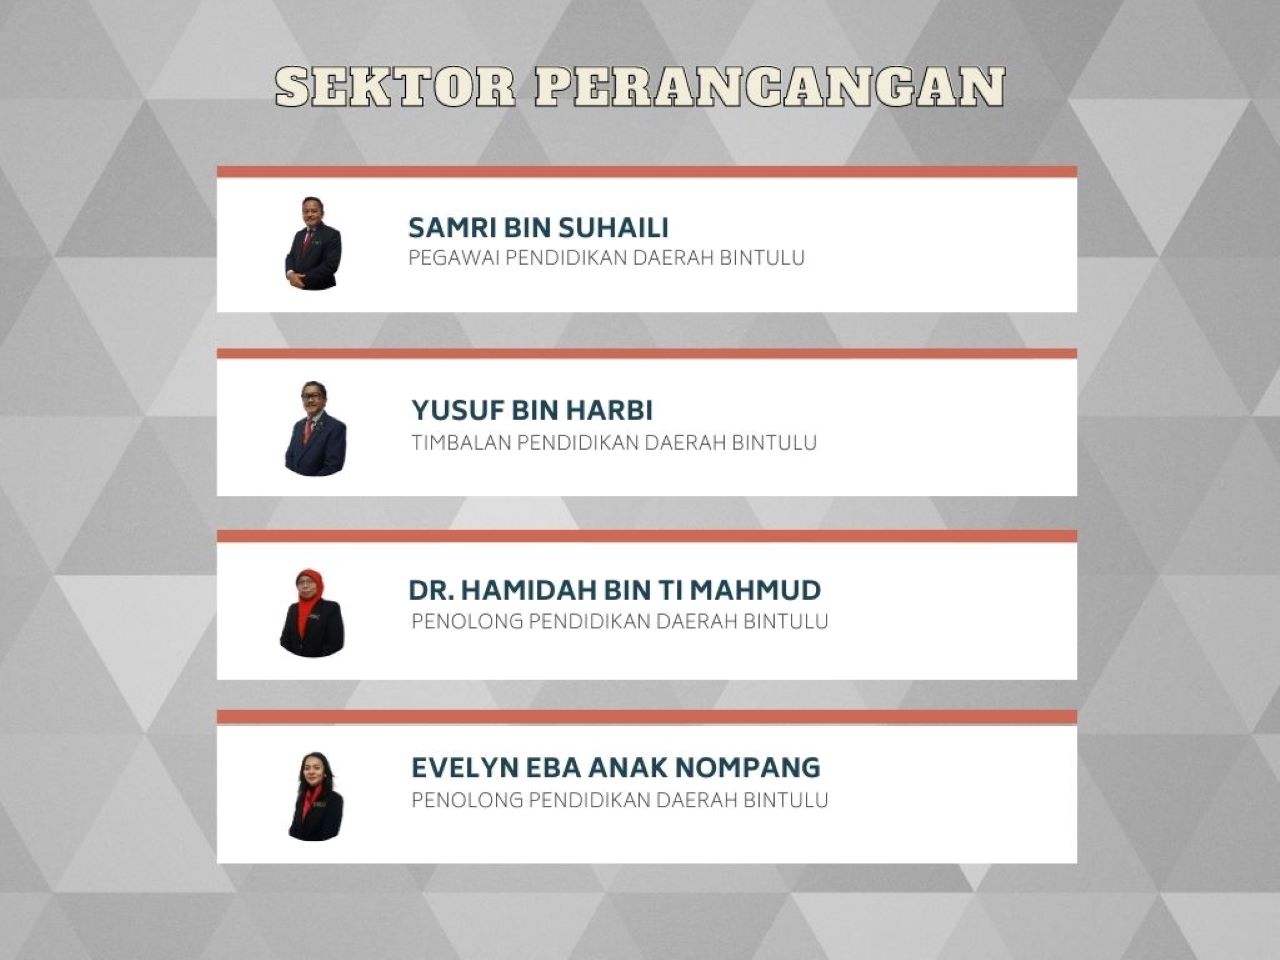 SEKTOR PERANCANGAN
SAMRI BIN SUHAILI
PEGAWAI PENDIDIKAN DAERAH BINTULU
YUSUF BIN HARBI
TIMBALAN PENDIDIKAN DAERAH BINTULU
DR. HAMIDAH BIN TI MAHMUD
PENOLONG PENDIDIKAN DAERAH BINTULU
EVELYN EBA ANAK NOMPANG
PENOLONG PENDIDIKAN DAERAH BINTULU